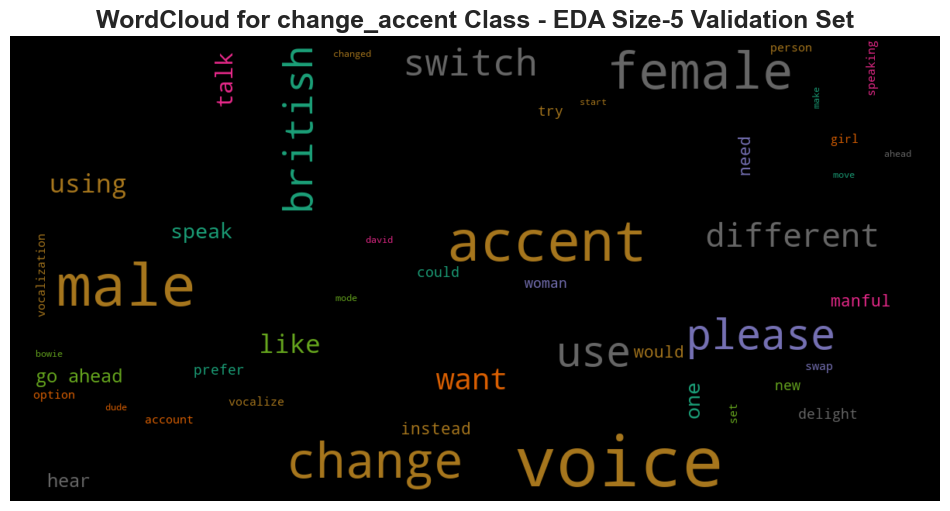 WordCloud for change_accent Class - EDA Size-5 Validation Set
changed
person
talk
british
switch
female
speaking
make
start
try
girl
need
ahead
move
using
speak
david
accent
different
vocalization
male
could
woman
mode
manful
like
please
bowie
use
would
go ahead
prefer
want
swap
option
dude
vocalize
one
new
account
set
delight
instead
change
voice
hear